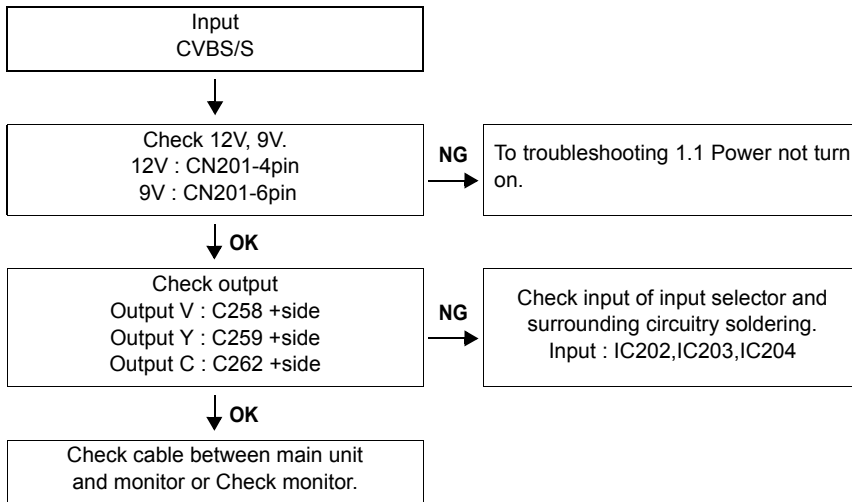 Input
CVBS/S
Check 12V, 9V.
12V : CN201-4pin
9V : CN201-6pin
NG
To troubleshooting 1.1 Power not turn
on.
OK
Check output
Output V : C258 +side
Output Y : C259 +side
Output C : C262 +side
NG
Check input of input selector and
surrounding circuitry soldering.
Input : IC202,IC203,IC204
OK
Check cable between main unit
and monitor or Check monitor.